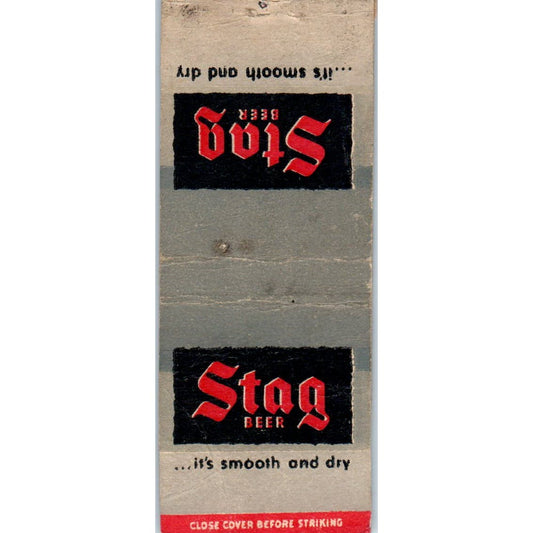 ...it's smooth and dry
Stag
BEER
Stag
BEER
...it's smooth and dry
CLOSE COVER BEFORE STRIKING